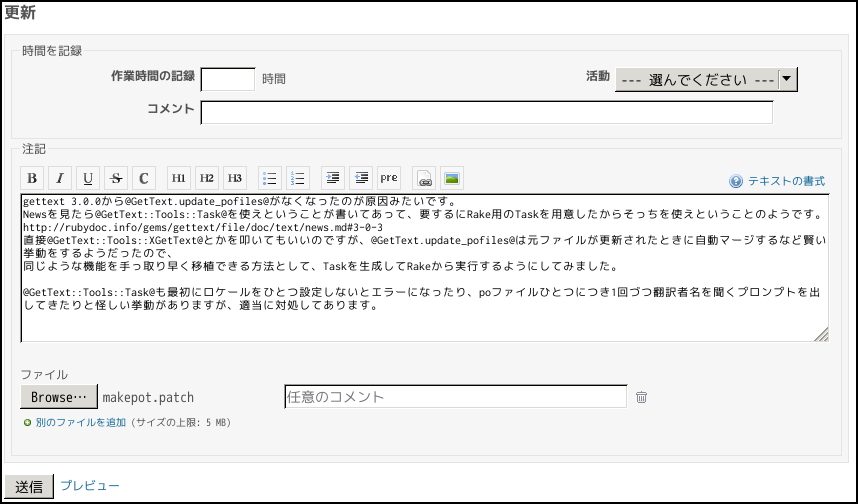 更新
時間を記録
作業時間の記録 時間 活動 --- 選んでください ---
コメント
注記
B I U S C H1 H2 H3 pre テキストの書式
gettext 3.0.0から@GetText.update_pofiles@がなくなったのが原因みたいです。
Newsを見たら@GetText::Tools::Task@を使えということが書いてあって、要するにRake用のTaskを用意したからそっちを使えということのようです。
http://rubydoc.info/gems/gettext/file/doc/text/news.md#3-0-3
直接@GetText::Tools::XGetText@とかを叩いてもいいのですが、@GetText.update_pofiles@は元ファイルが更新されたときに自動マージするなど賢い
挙動をするようだったので、
同じような機能を手っ取り早く移植できる方法として、Taskを生成してRakeから実行するようにしてみました。
@GetText::Tools::Task@も最初にロケールをひとつ設定しないとエラーになったり、poファイルひとつにつき1回づつ翻訳者名を聞くプロンプトを出
してきたりと怪しい挙動がありますが、適当に対処してあります。
ファイル
Browse… makepot.patch 任意のコメント
別のファイルを追加 (サイズの上限: 5 MB)
送信 プレビュー